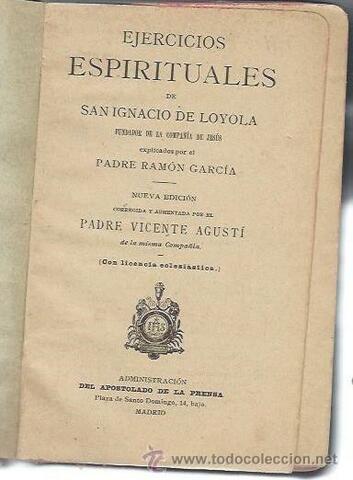 EJERCICIOS
ESPIRITUALES
DE
SAN IGNACIO DE LOYOLA
FUNDADOR DE LA COMPAÑÍA DE JESÚS
explicados por el
PADRE RAMÓN GARCÍA
NUEVA EDICIÓN
CORREGIDA Y AUMENTADA POR EL
PADRE VICENTE AGUSTÍ
de la misma Compañía.
(Con licencia eclesiástica.)
IHS
ADMINISTRACIÓN
DEL APOSTOLADO DE LA PRENSA
Plaza de Santo Domingo, 14, bajo.
MADRID
www.todocoleccion.net